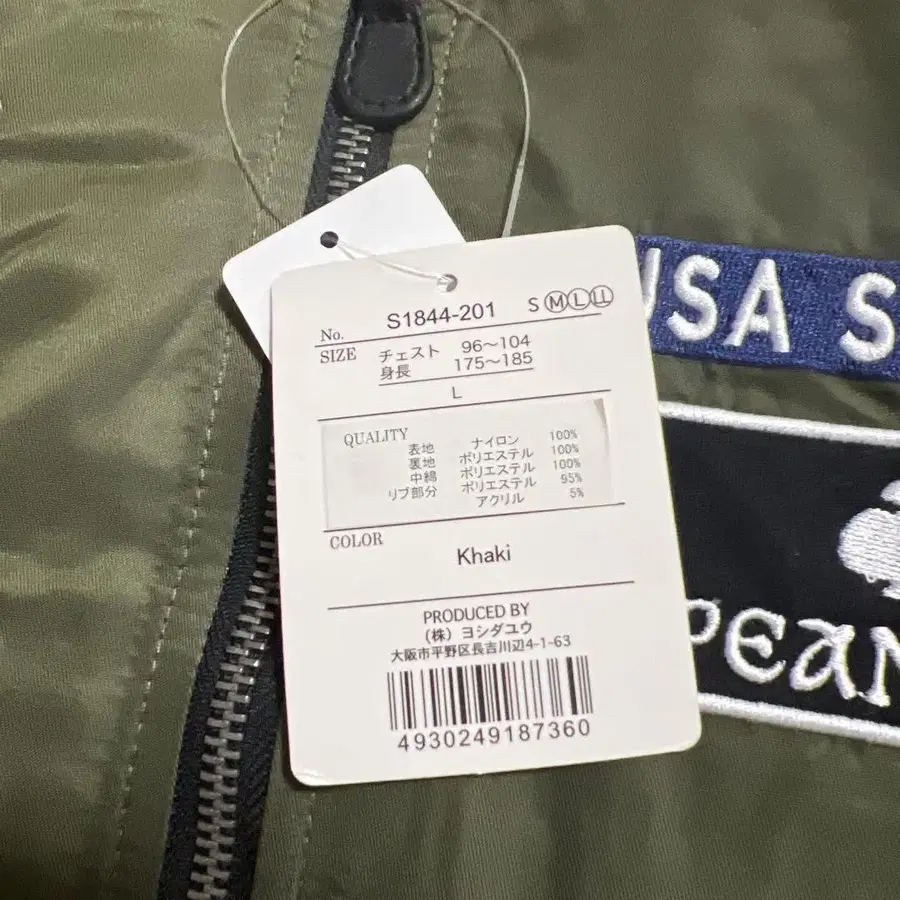 No. S1844-201 S Ⓜ Ⓛ ⓁⓁ
SIZE チェスト 96〜104
身長 175〜185
L
QUALITY
表地 ナイロン 100%
裏地 ポリエステル 100%
中綿 ポリエステル 100%
リブ部分 ポリエステル 95%
アクリル 5%
COLOR
Khaki
PRODUCED BY
(株) ヨシダユウ
大阪市平野区長吉川辺4-1-63
4930249187360
USA S
PEAN